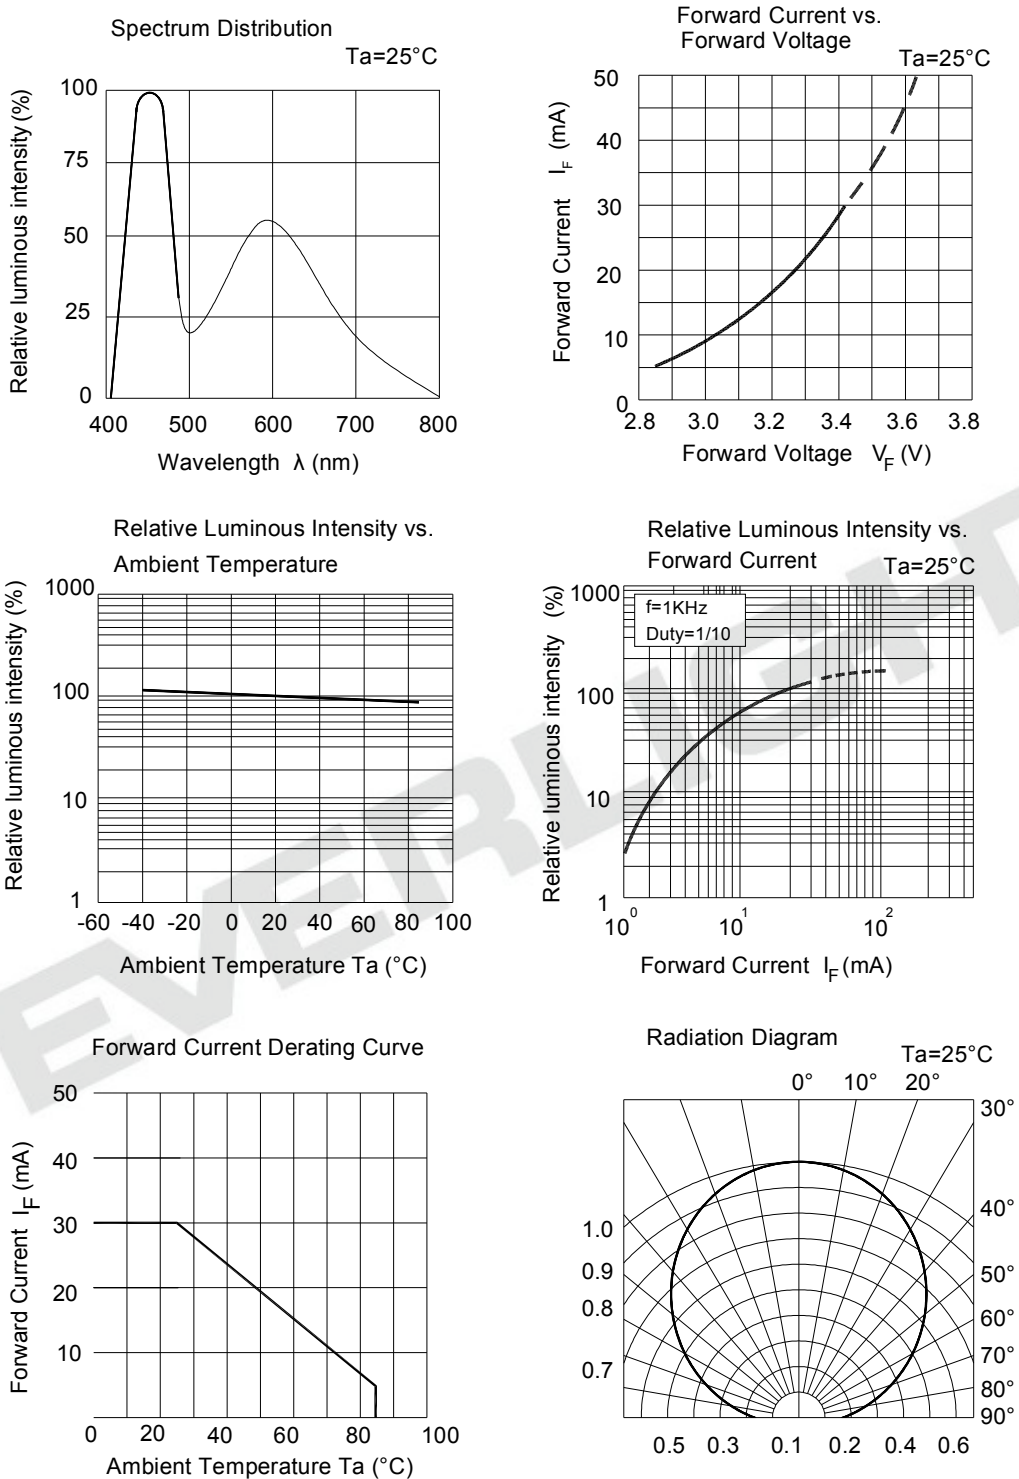 Spectrum Distribution
Ta=25°C
Relative luminous intensity (%)
100
75
50
25
0
400 500 600 700 800
Wavelength λ (nm)
Forward Current vs.
Forward Voltage
Ta=25°C
Forward Current I_F (mA)
50
40
30
20
10
0
2.8 3.0 3.2 3.4 3.6 3.8
Forward Voltage V_F (V)
Relative Luminous Intensity vs.
Ambient Temperature
Relative luminous intensity (%)
1000
100
10
1
-60 -40 -20 0 20 40 60 80 100
Ambient Temperature Ta (°C)
Relative Luminous Intensity vs.
Forward Current
Ta=25°C
f=1KHz
Duty=1/10
Relative luminous intensity (%)
1000
100
10
1
10⁰ 10¹ 10²
Forward Current I_F (mA)
Forward Current Derating Curve
Forward Current I_F (mA)
50
40
30
20
10
0 20 40 60 80 100
Ambient Temperature Ta (°C)
Radiation Diagram
Ta=25°C
0° 10° 20°
30°
40°
50°
60°
70°
80°
90°
1.0
0.9
0.8
0.7
0.5 0.3 0.1 0.2 0.4 0.6
EVERLIGHT